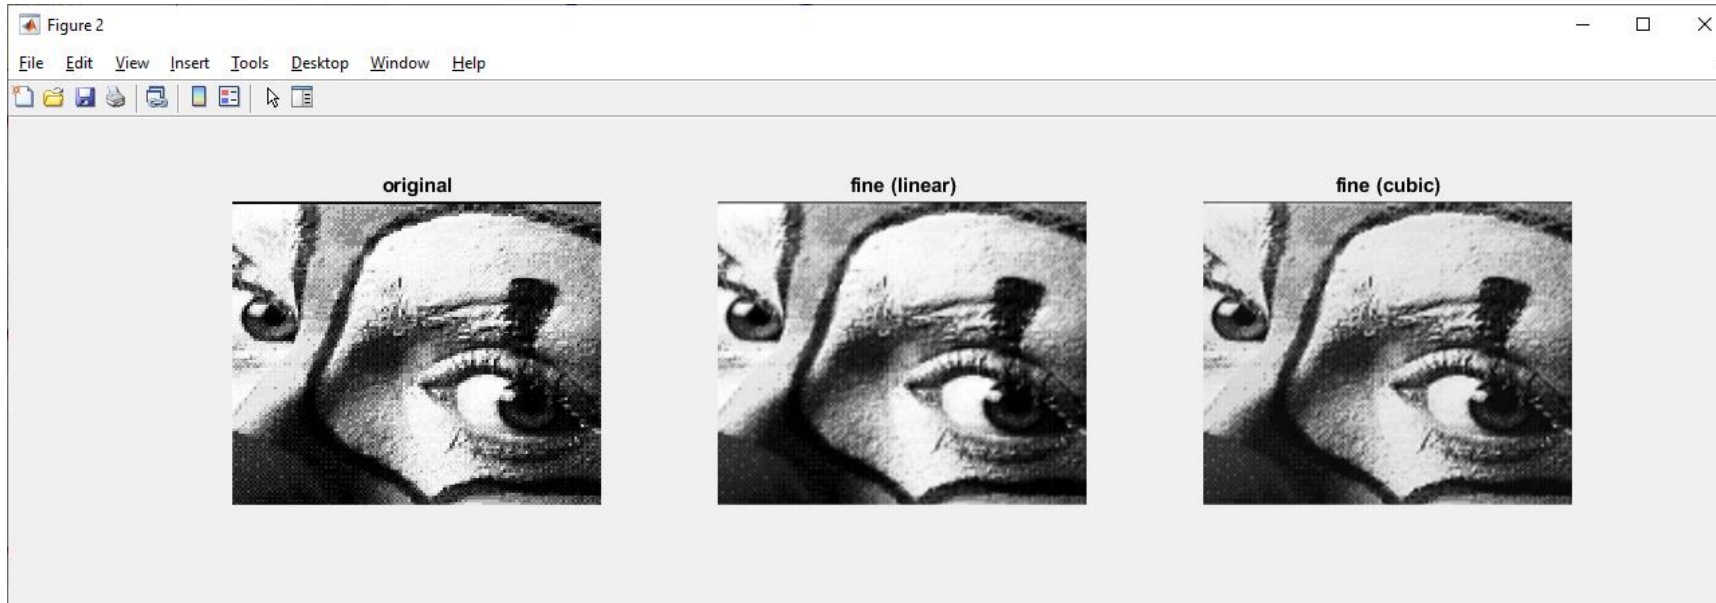 Figure 2
File Edit View Insert Tools Desktop Window Help
original
fine (linear)
fine (cubic)